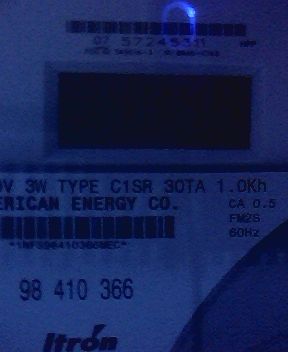 07 57245311
0V 3W TYPE C1SR 30TA 1.0Kh
ERICAN ENERGY CO.
CA 0.5
FM2S
60Hz
98 410 366
Itrón